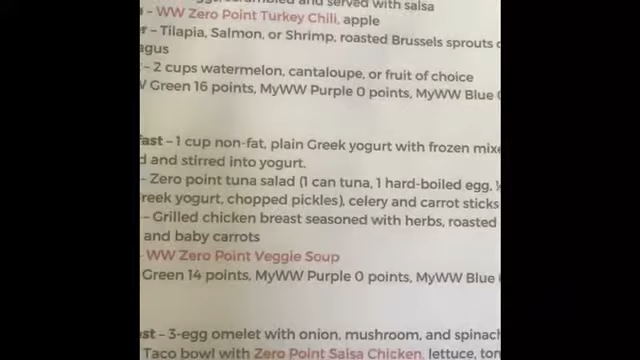 scrambled and served with salsa
– WW Zero Point Turkey Chili, apple
– Tilapia, Salmon, or Shrimp, roasted Brussels sprouts
agus
– 2 cups watermelon, cantaloupe, or fruit of choice
Green 16 points, MyWW Purple 0 points, MyWW Blue
ast – 1 cup non-fat, plain Greek yogurt with frozen mixe
d and stirred into yogurt.
– Zero point tuna salad (1 can tuna, 1 hard-boiled egg,
reek yogurt, chopped pickles), celery and carrot sticks
– Grilled chicken breast seasoned with herbs, roasted
and baby carrots
– WW Zero Point Veggie Soup
Green 14 points, MyWW Purple 0 points, MyWW Blue
ast – 3-egg omelet with onion, mushroom, and spinach
Taco bowl with Zero Point Salsa Chicken, lettuce, tom